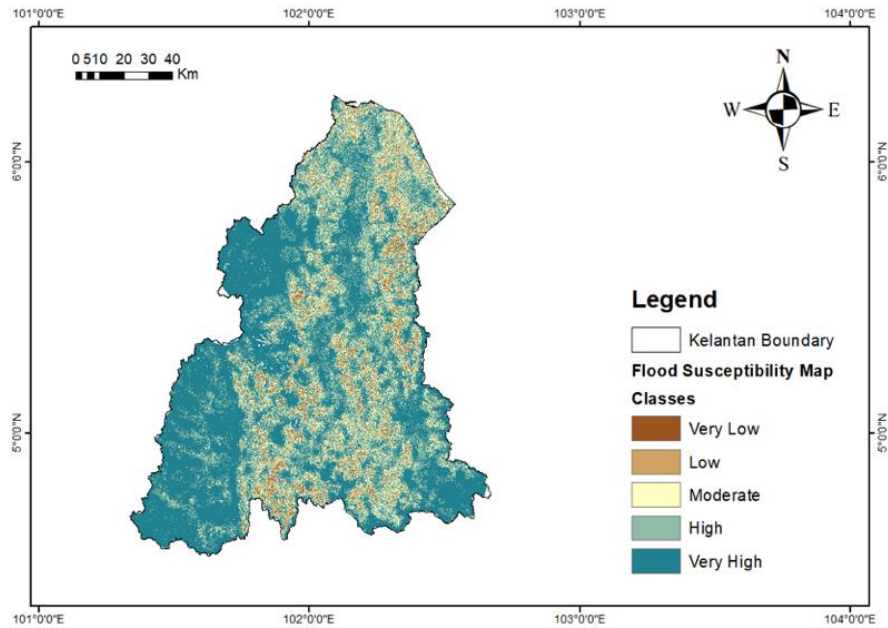 101°0'0"E 102°0'0"E 103°0'0"E 104°0'0"E
0 510 20 30 40
Km
N
W E
S
6°0'0"N 6°0'0"N
Legend
Kelantan Boundary
Flood Susceptibility Map
Classes
Very Low
Low
Moderate
High
Very High
5°0'0"N 5°0'0"N
101°0'0"E 102°0'0"E 103°0'0"E 104°0'0"E